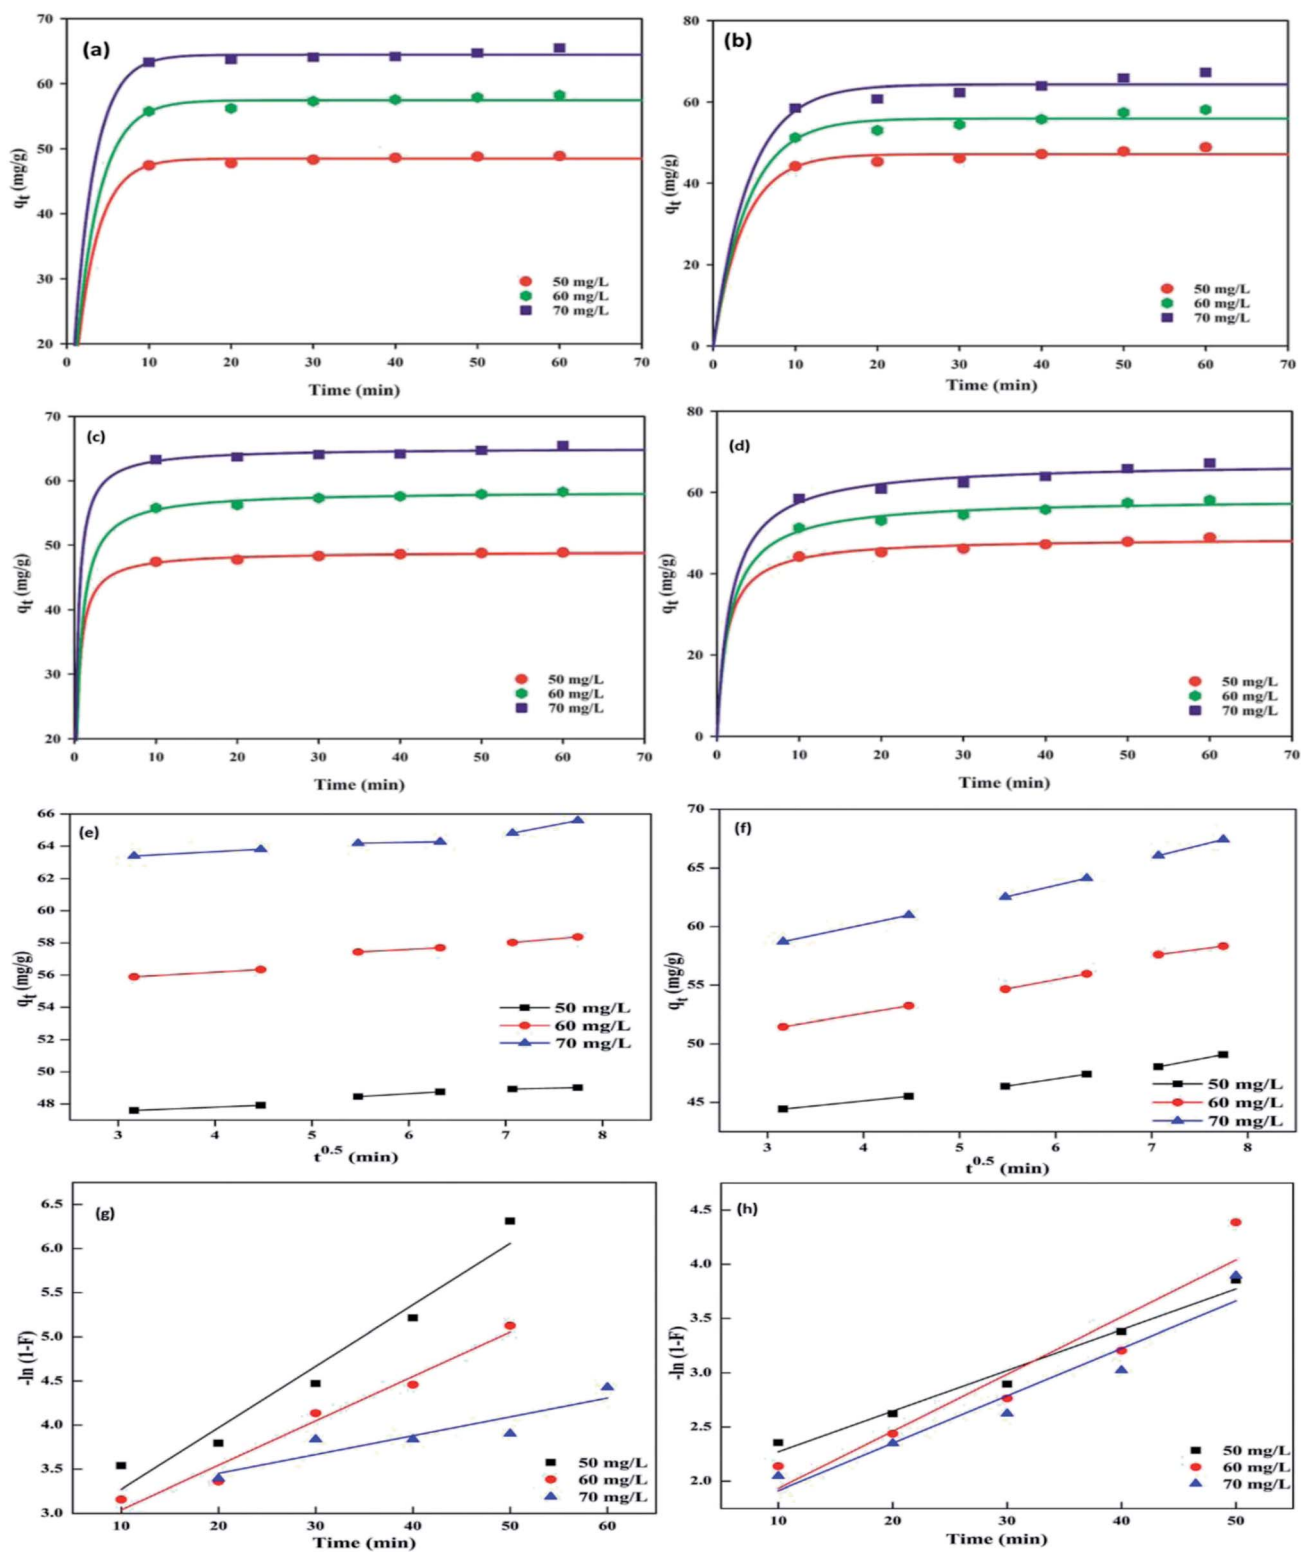 (a)
70
60
50
40
30
20
qt (mg/g)
50 mg/L
60 mg/L
70 mg/L
0 10 20 30 40 50 60 70
Time (min)
(b)
80
60
40
20
0
qt (mg/g)
50 mg/L
60 mg/L
70 mg/L
0 10 20 30 40 50 60 70
Time (min)
(c)
70
60
50
40
30
20
qt (mg/g)
50 mg/L
60 mg/L
70 mg/L
0 10 20 30 40 50 60 70
Time (min)
(d)
80
60
40
20
0
qt (mg/g)
50 mg/L
60 mg/L
70 mg/L
0 10 20 30 40 50 60 70
Time (min)
(e)
66
64
62
60
58
56
54
52
50
48
qt (mg/g)
50 mg/L
60 mg/L
70 mg/L
3 4 5 6 7 8
t^0.5 (min)
(f)
70
65
60
55
50
45
qt (mg/g)
50 mg/L
60 mg/L
70 mg/L
3 4 5 6 7 8
t^0.5 (min)
(g)
6.5
6.0
5.5
5.0
4.5
4.0
3.5
3.0
-ln (1-F)
50 mg/L
60 mg/L
70 mg/L
10 20 30 40 50 60
Time (min)
(h)
4.5
4.0
3.5
3.0
2.5
2.0
-ln (1-F)
50 mg/L
60 mg/L
70 mg/L
10 20 30 40 50
Time (min)